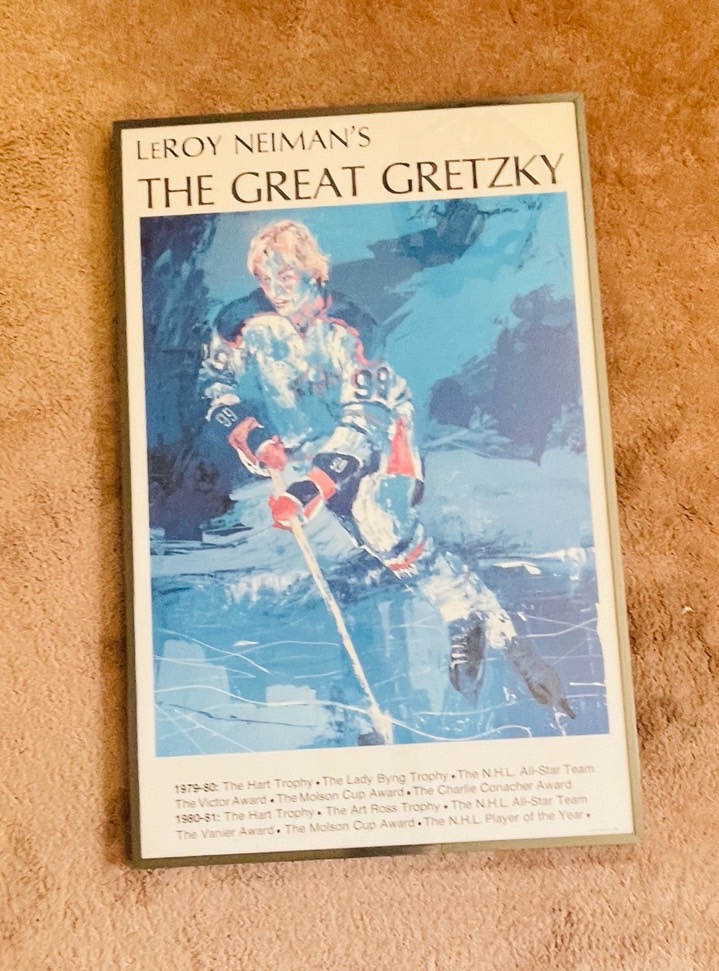 LEROY NEIMAN'S
THE GREAT GRETZKY
99
99
99
1979-80: The Hart Trophy • The Lady Byng Trophy • The N.H.L. All-Star Team
The Victor Award • The Molson Cup Award • The Charlie Conacher Award
1980-81: The Hart Trophy • The Art Ross Trophy • The N.H.L. All-Star Team
The Vanier Award • The Molson Cup Award • The N.H.L. Player of the Year •